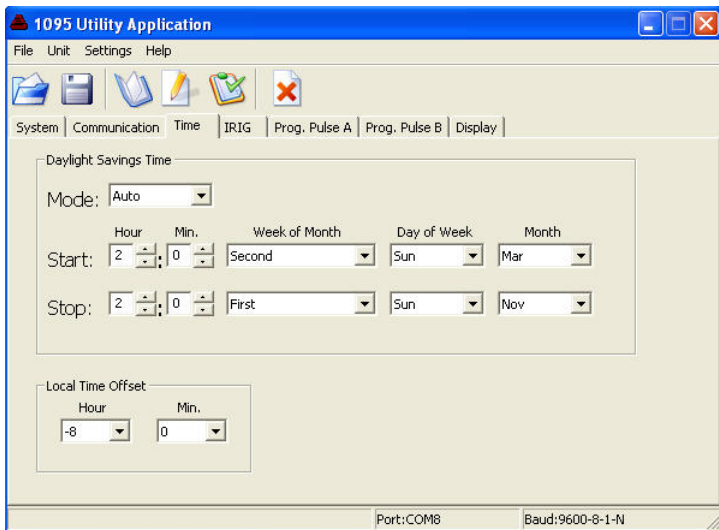 1095 Utility Application
File Unit Settings Help
System Communication Time IRIG Prog. Pulse A Prog. Pulse B Display
Daylight Savings Time
Mode: Auto
Hour Min. Week of Month Day of Week Month
Start: 2 : 0 Second Sun Mar
Stop: 2 : 0 First Sun Nov
Local Time Offset
Hour Min.
-8 0
Port:COM8 Baud:9600-8-1-N